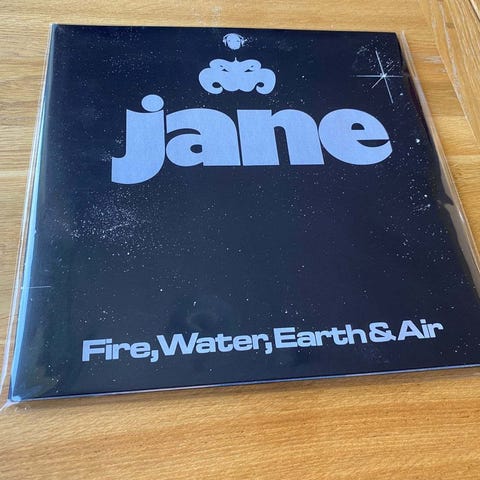 jane
Fire, Water, Earth & Air